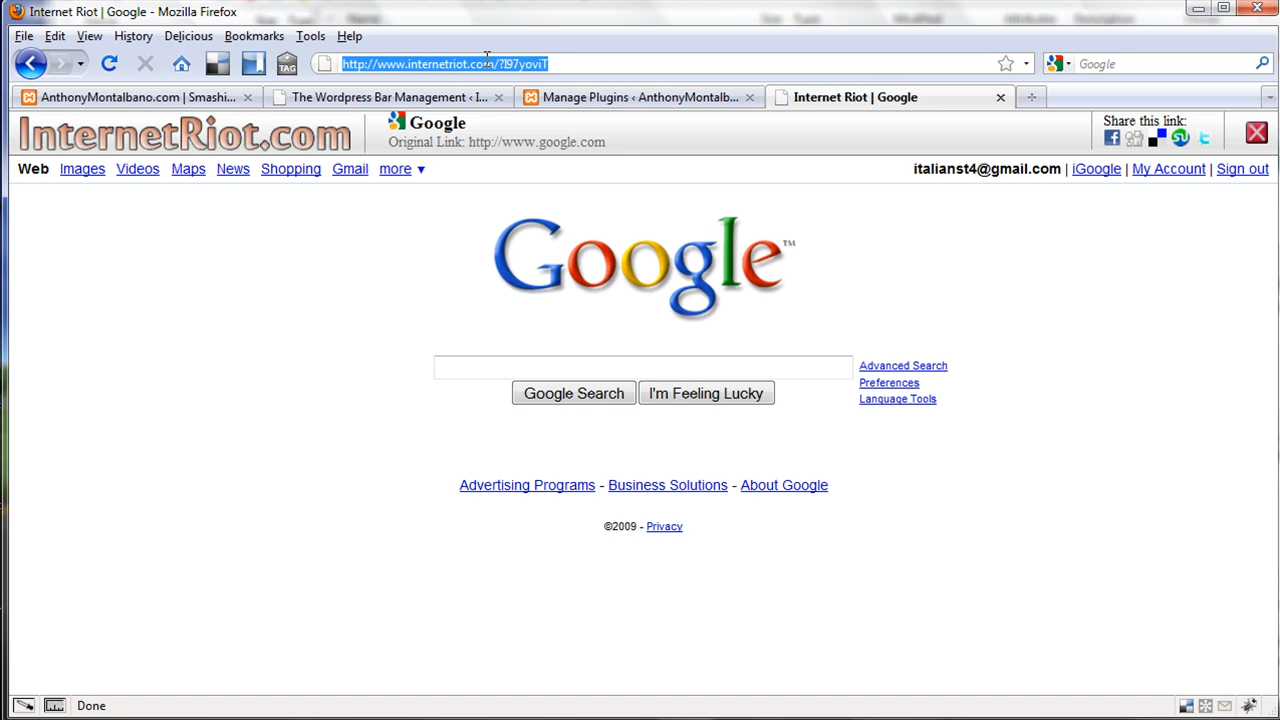 Internet Riot | Google - Mozilla Firefox
File Edit View History Delicious Bookmarks Tools Help
TAG http://www.internetriot.com/?I97yoviT Google
AnthonyMontalbano.com | Smashi... The Wordpress Bar Management ‹ I... Manage Plugins ‹ AnthonyMontalb... Internet Riot | Google
InternetRiot.com
Google
Original Link: http://www.google.com
Share this link:
Web Images Videos Maps News Shopping Gmail more ▼ italianst4@gmail.com | iGoogle | My Account | Sign out
Google™
Advanced Search
Preferences
Language Tools
Google Search I'm Feeling Lucky
Advertising Programs - Business Solutions - About Google
©2009 - Privacy
Done